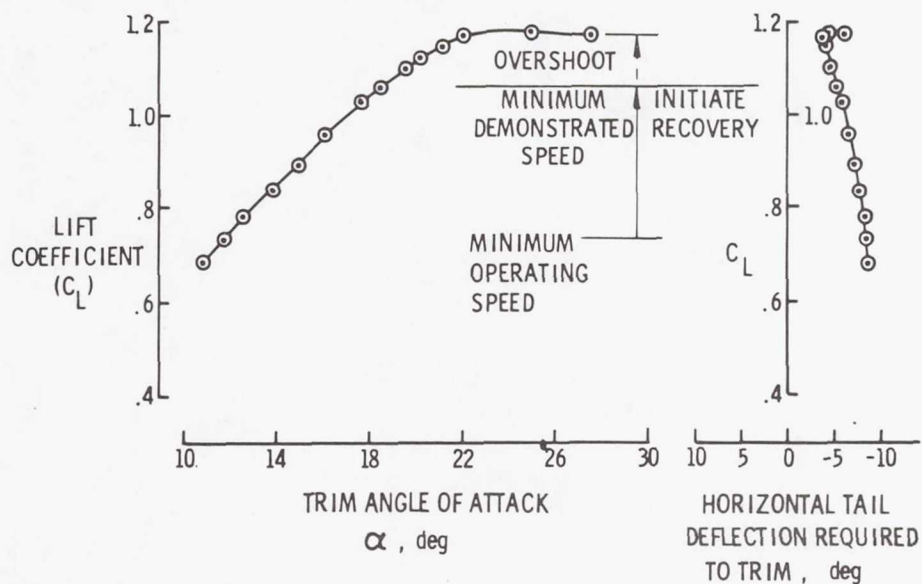 1.2
1.0
.8
.6
.4
LIFT
COEFFICIENT
(C_L)
10
14
18
22
26
30
TRIM ANGLE OF ATTACK
α, deg
OVERSHOOT
MINIMUM
DEMONSTRATED
SPEED
INITIATE
RECOVERY
MINIMUM
OPERATING
SPEED
1.2
1.0
.8
.6
.4
C_L
10
5
0
-5
-10
HORIZONTAL TAIL
DEFLECTION REQUIRED
TO TRIM, deg